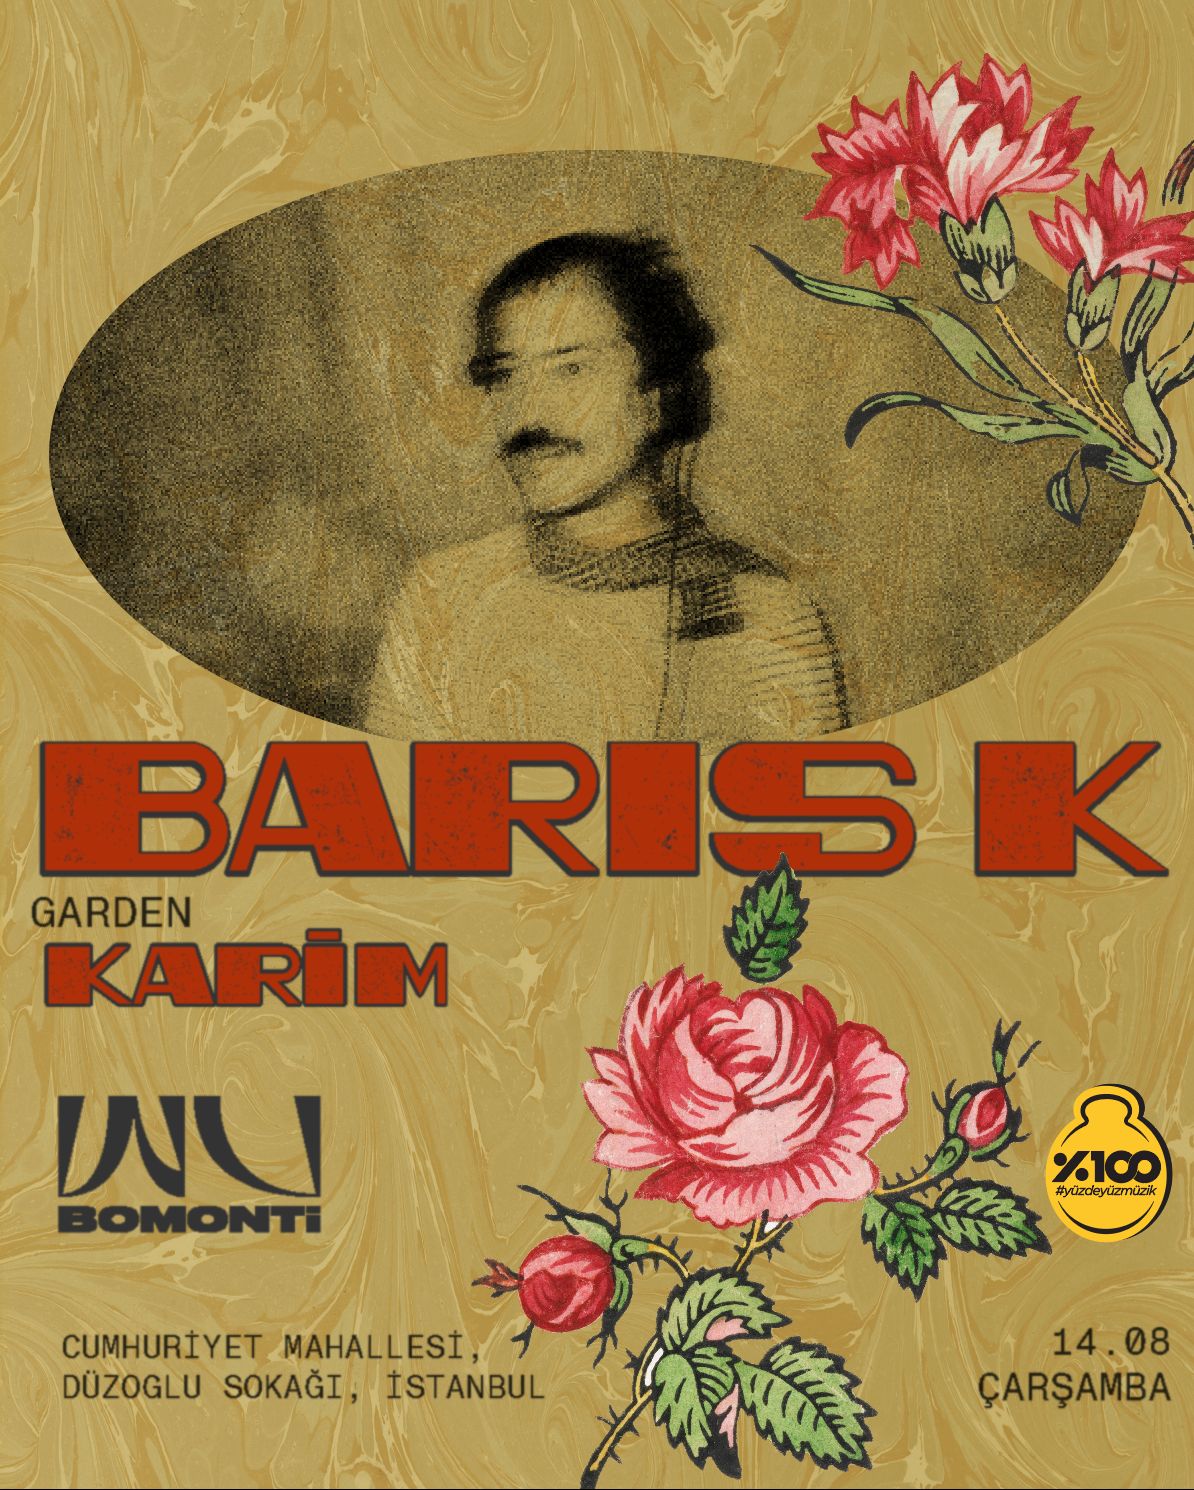 BARIS K
GARDEN
KARİM
BOMONTİ
%100
#yüzdeyüzmüzik
CUMHURİYET MAHALLESİ,
DÜZOGLU SOKAĞI, İSTANBUL
14.08
ÇARŞAMBA